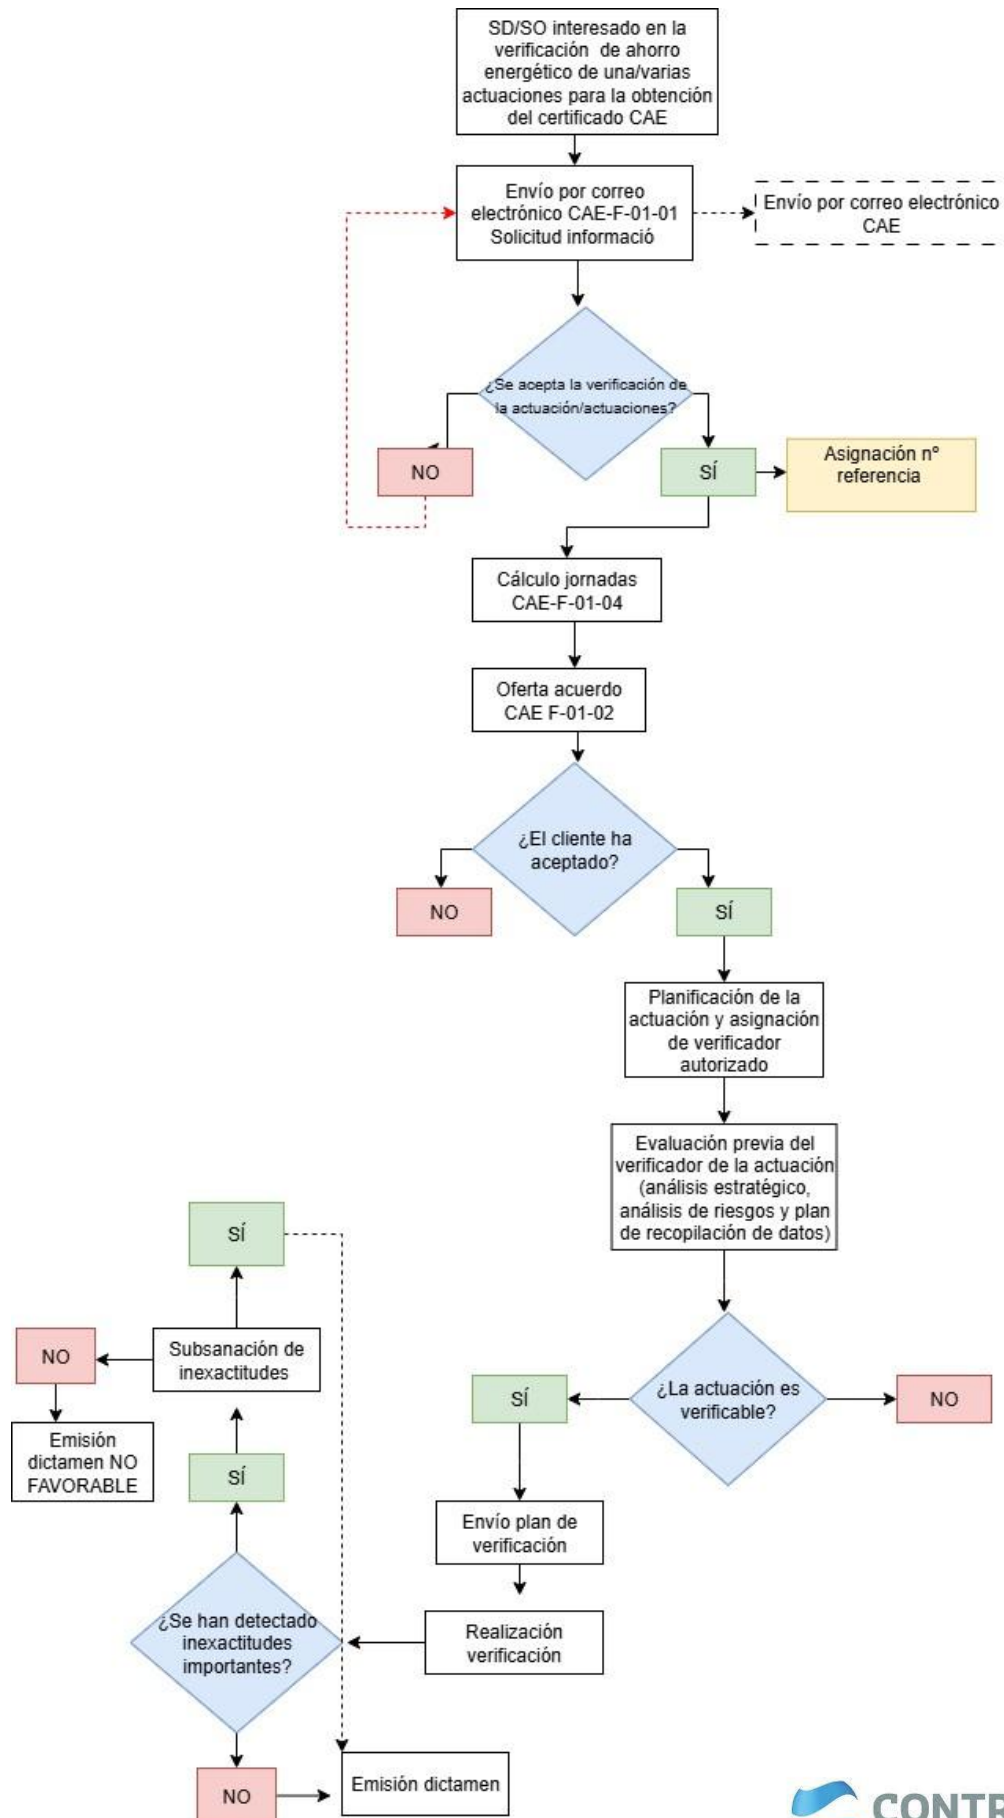 SD/SO interesado en la
verificación de ahorro
energético de una/varias
actuaciones para la obtención
del certificado CAE
Envío por correo
electrónico CAE-F-01-01
Solicitud informació
Envío por correo electrónico
CAE
¿Se acepta la verificación de
la actuación/actuaciones?
NO
SÍ
Asignación nº
referencia
Cálculo jornadas
CAE-F-01-04
Oferta acuerdo
CAE F-01-02
¿El cliente ha
aceptado?
NO
SÍ
Planificación de la
actuación y asignación
de verificador
autorizado
Evaluación previa del
verificador de la actuación
(análisis estratégico,
análisis de riesgos y plan
de recopilación de datos)
¿La actuación es
verificable?
NO
SÍ
Envío plan de
verificación
Realización
verificación
¿Se han detectado
inexactitudes
importantes?
SÍ
Subsanación de
inexactitudes
SÍ
NO
Emisión
dictamen NO
FAVORABLE
NO
Emisión dictamen